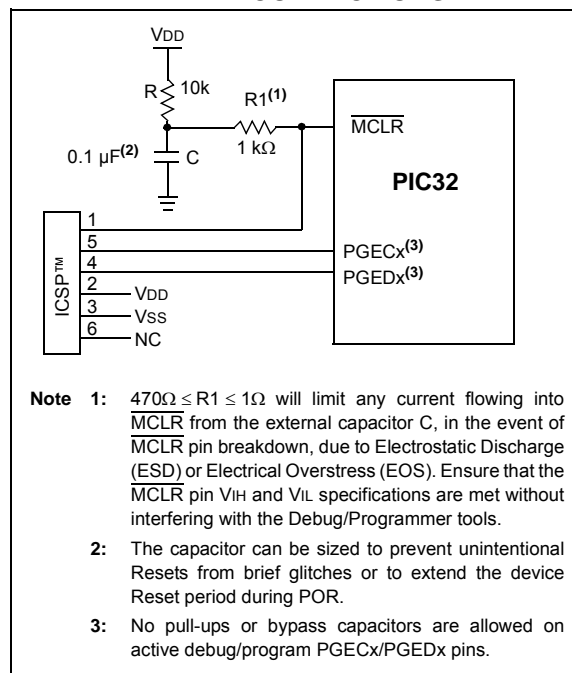 VDD
R 10k
R1(1)
0.1 µF(2) C
1 kΩ
MCLR
PIC32
ICSP™
1
5
4
2
3
6
PGECx(3)
PGEDx(3)
VDD
VSS
NC
Note 1: 470Ω ≤ R1 ≤ 1Ω will limit any current flowing into
MCLR from the external capacitor C, in the event of
MCLR pin breakdown, due to Electrostatic Discharge
(ESD) or Electrical Overstress (EOS). Ensure that the
MCLR pin VIH and VIL specifications are met without
interfering with the Debug/Programmer tools.
2: The capacitor can be sized to prevent unintentional
Resets from brief glitches or to extend the device
Reset period during POR.
3: No pull-ups or bypass capacitors are allowed on
active debug/program PGECx/PGEDx pins.